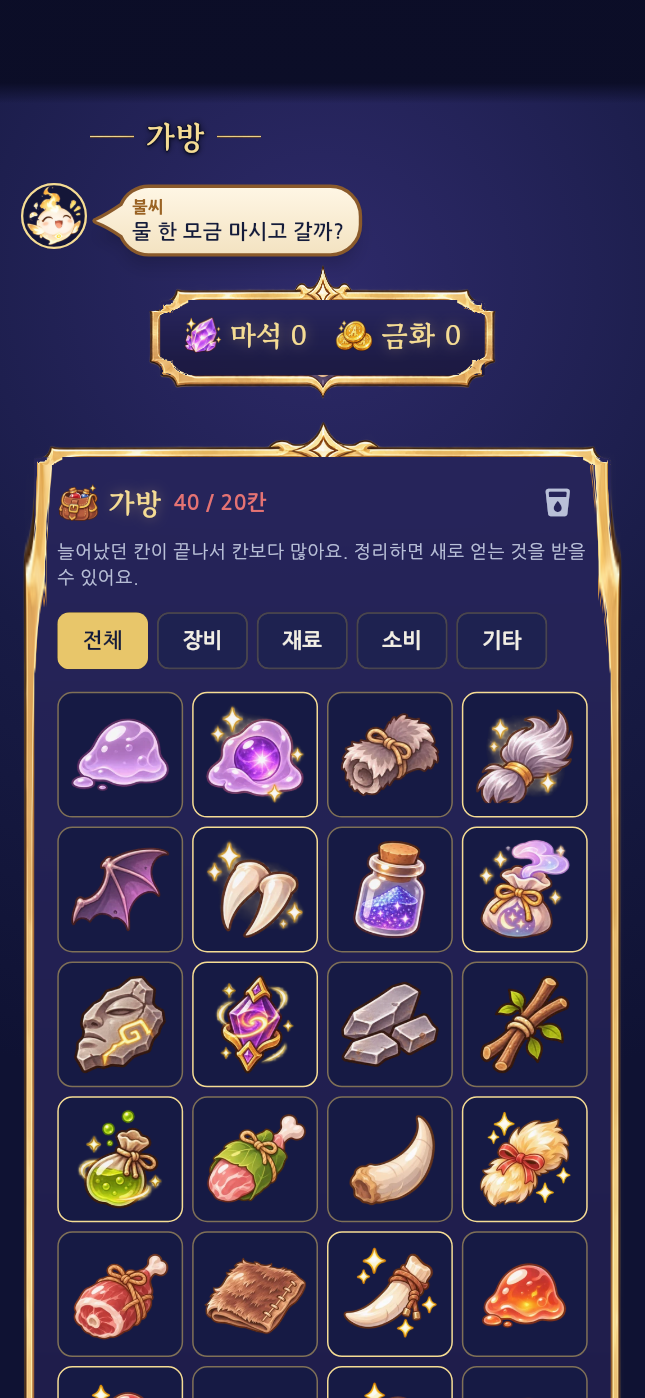 가방
불씨
물 한 모금 마시고 갈까?
마석 0 금화 0
가방 40 / 20칸
늘어났던 칸이 끝나서 칸보다 많아요. 정리하면 새로 얻는 것을 받을
수 있어요.
전체 장비 재료 소비 기타